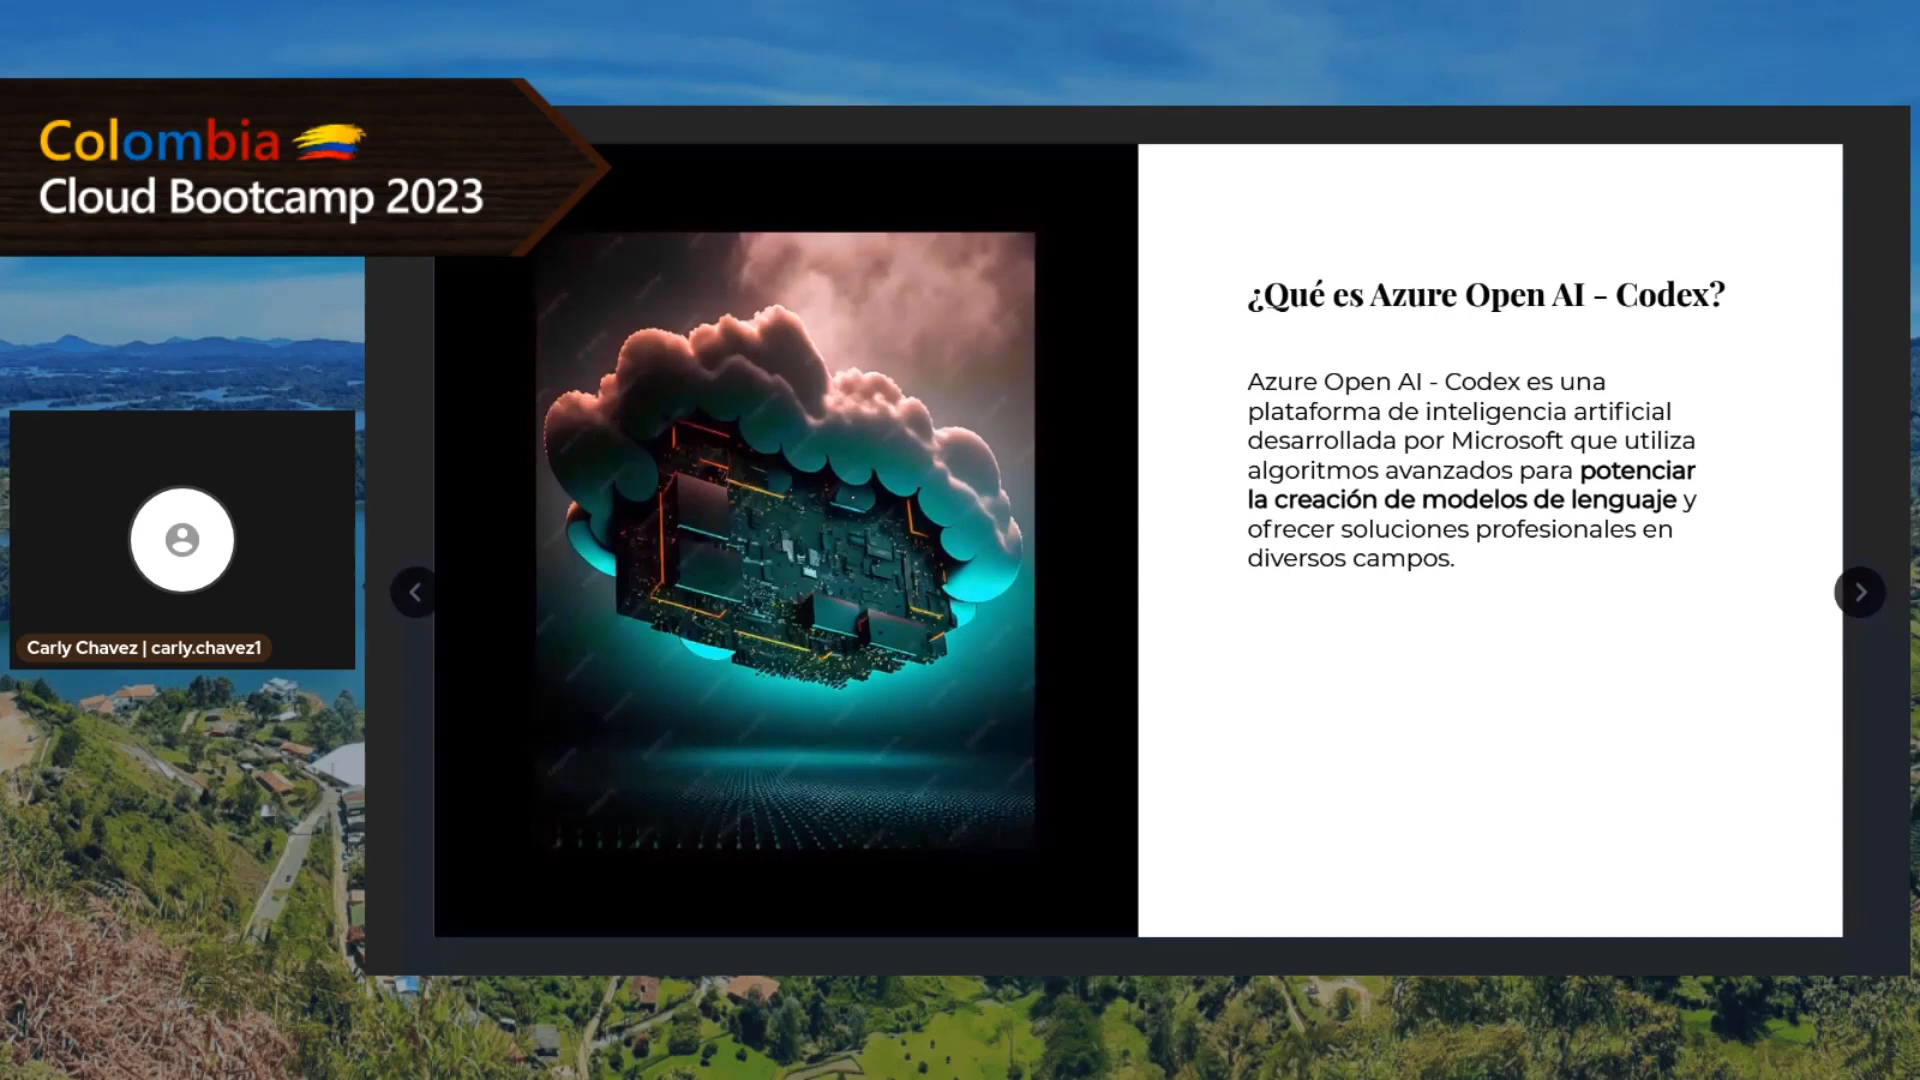 Colombia
Cloud Bootcamp 2023
¿Qué es Azure Open AI - Codex?
Azure Open AI - Codex es una
plataforma de inteligencia artificial
desarrollada por Microsoft que utiliza
algoritmos avanzados para potenciar
la creación de modelos de lenguaje y
ofrecer soluciones profesionales en
diversos campos.
Carly Chavez | carly.chavez1